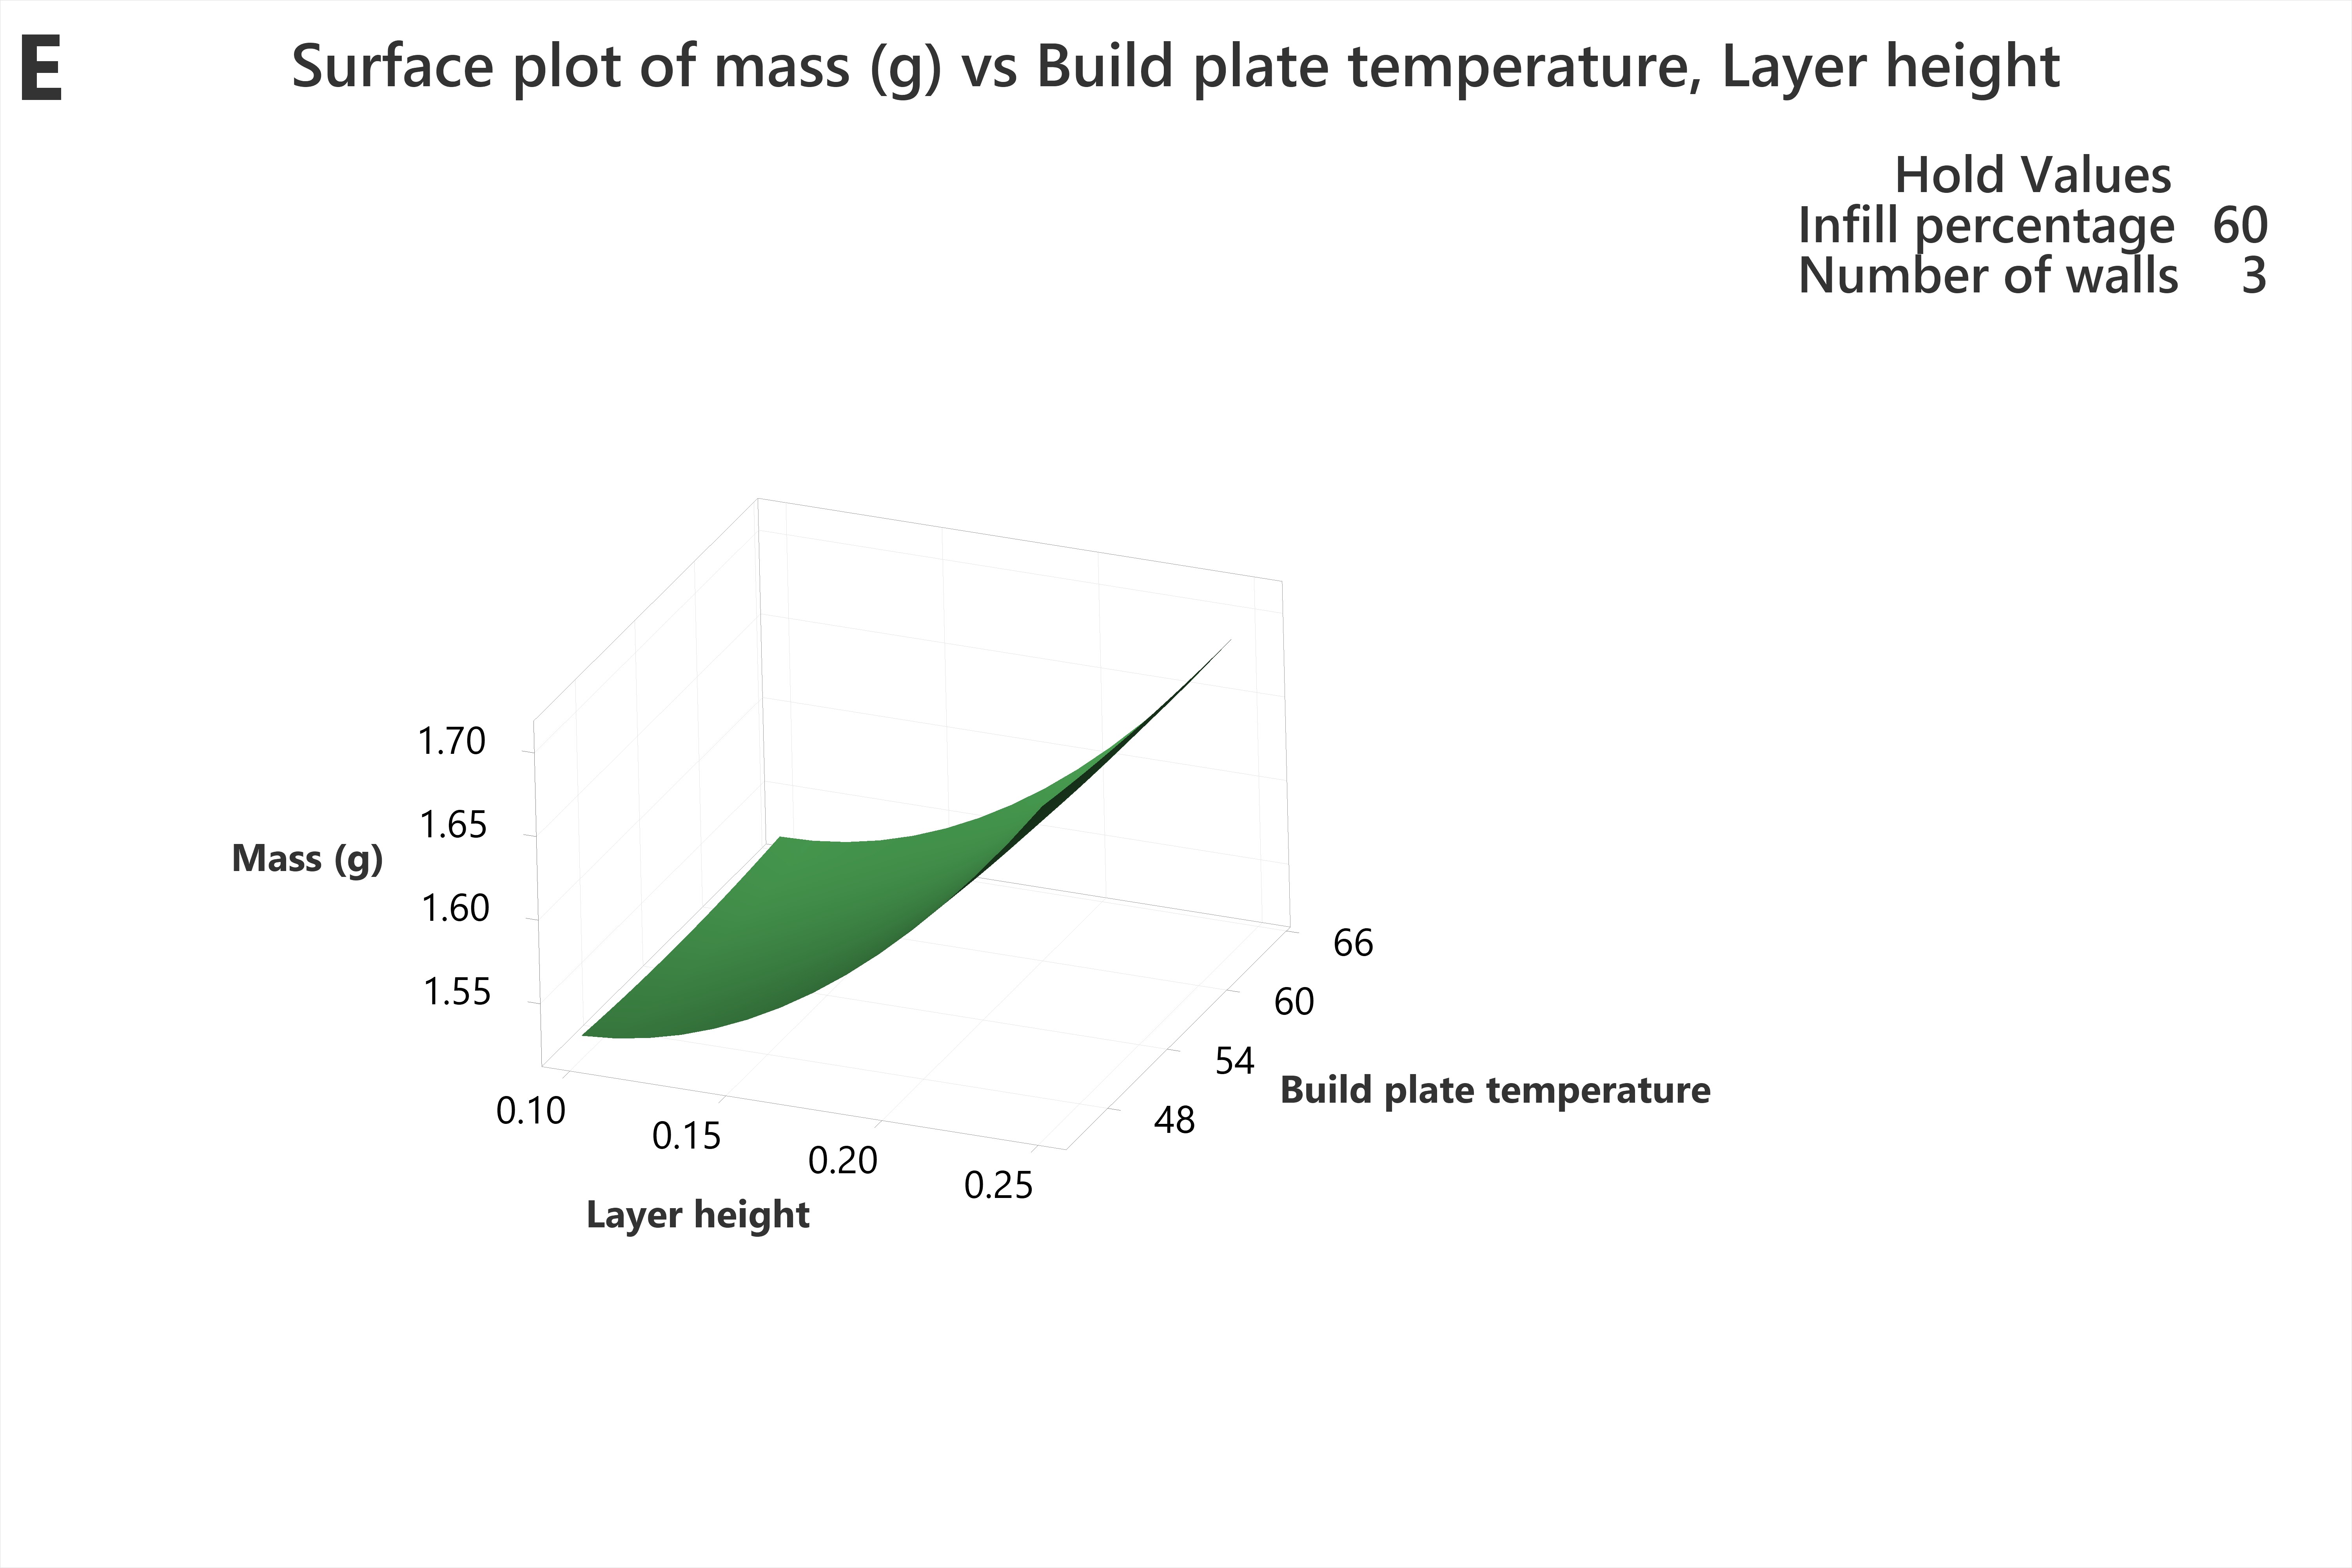 E
Surface plot of mass (g) vs Build plate temperature, Layer height
Hold Values
Infill percentage 60
Number of walls 3
1.70
1.65
Mass (g)
1.60
1.55
66
60
54
Build plate temperature
48
0.10
0.15
0.20
0.25
Layer height